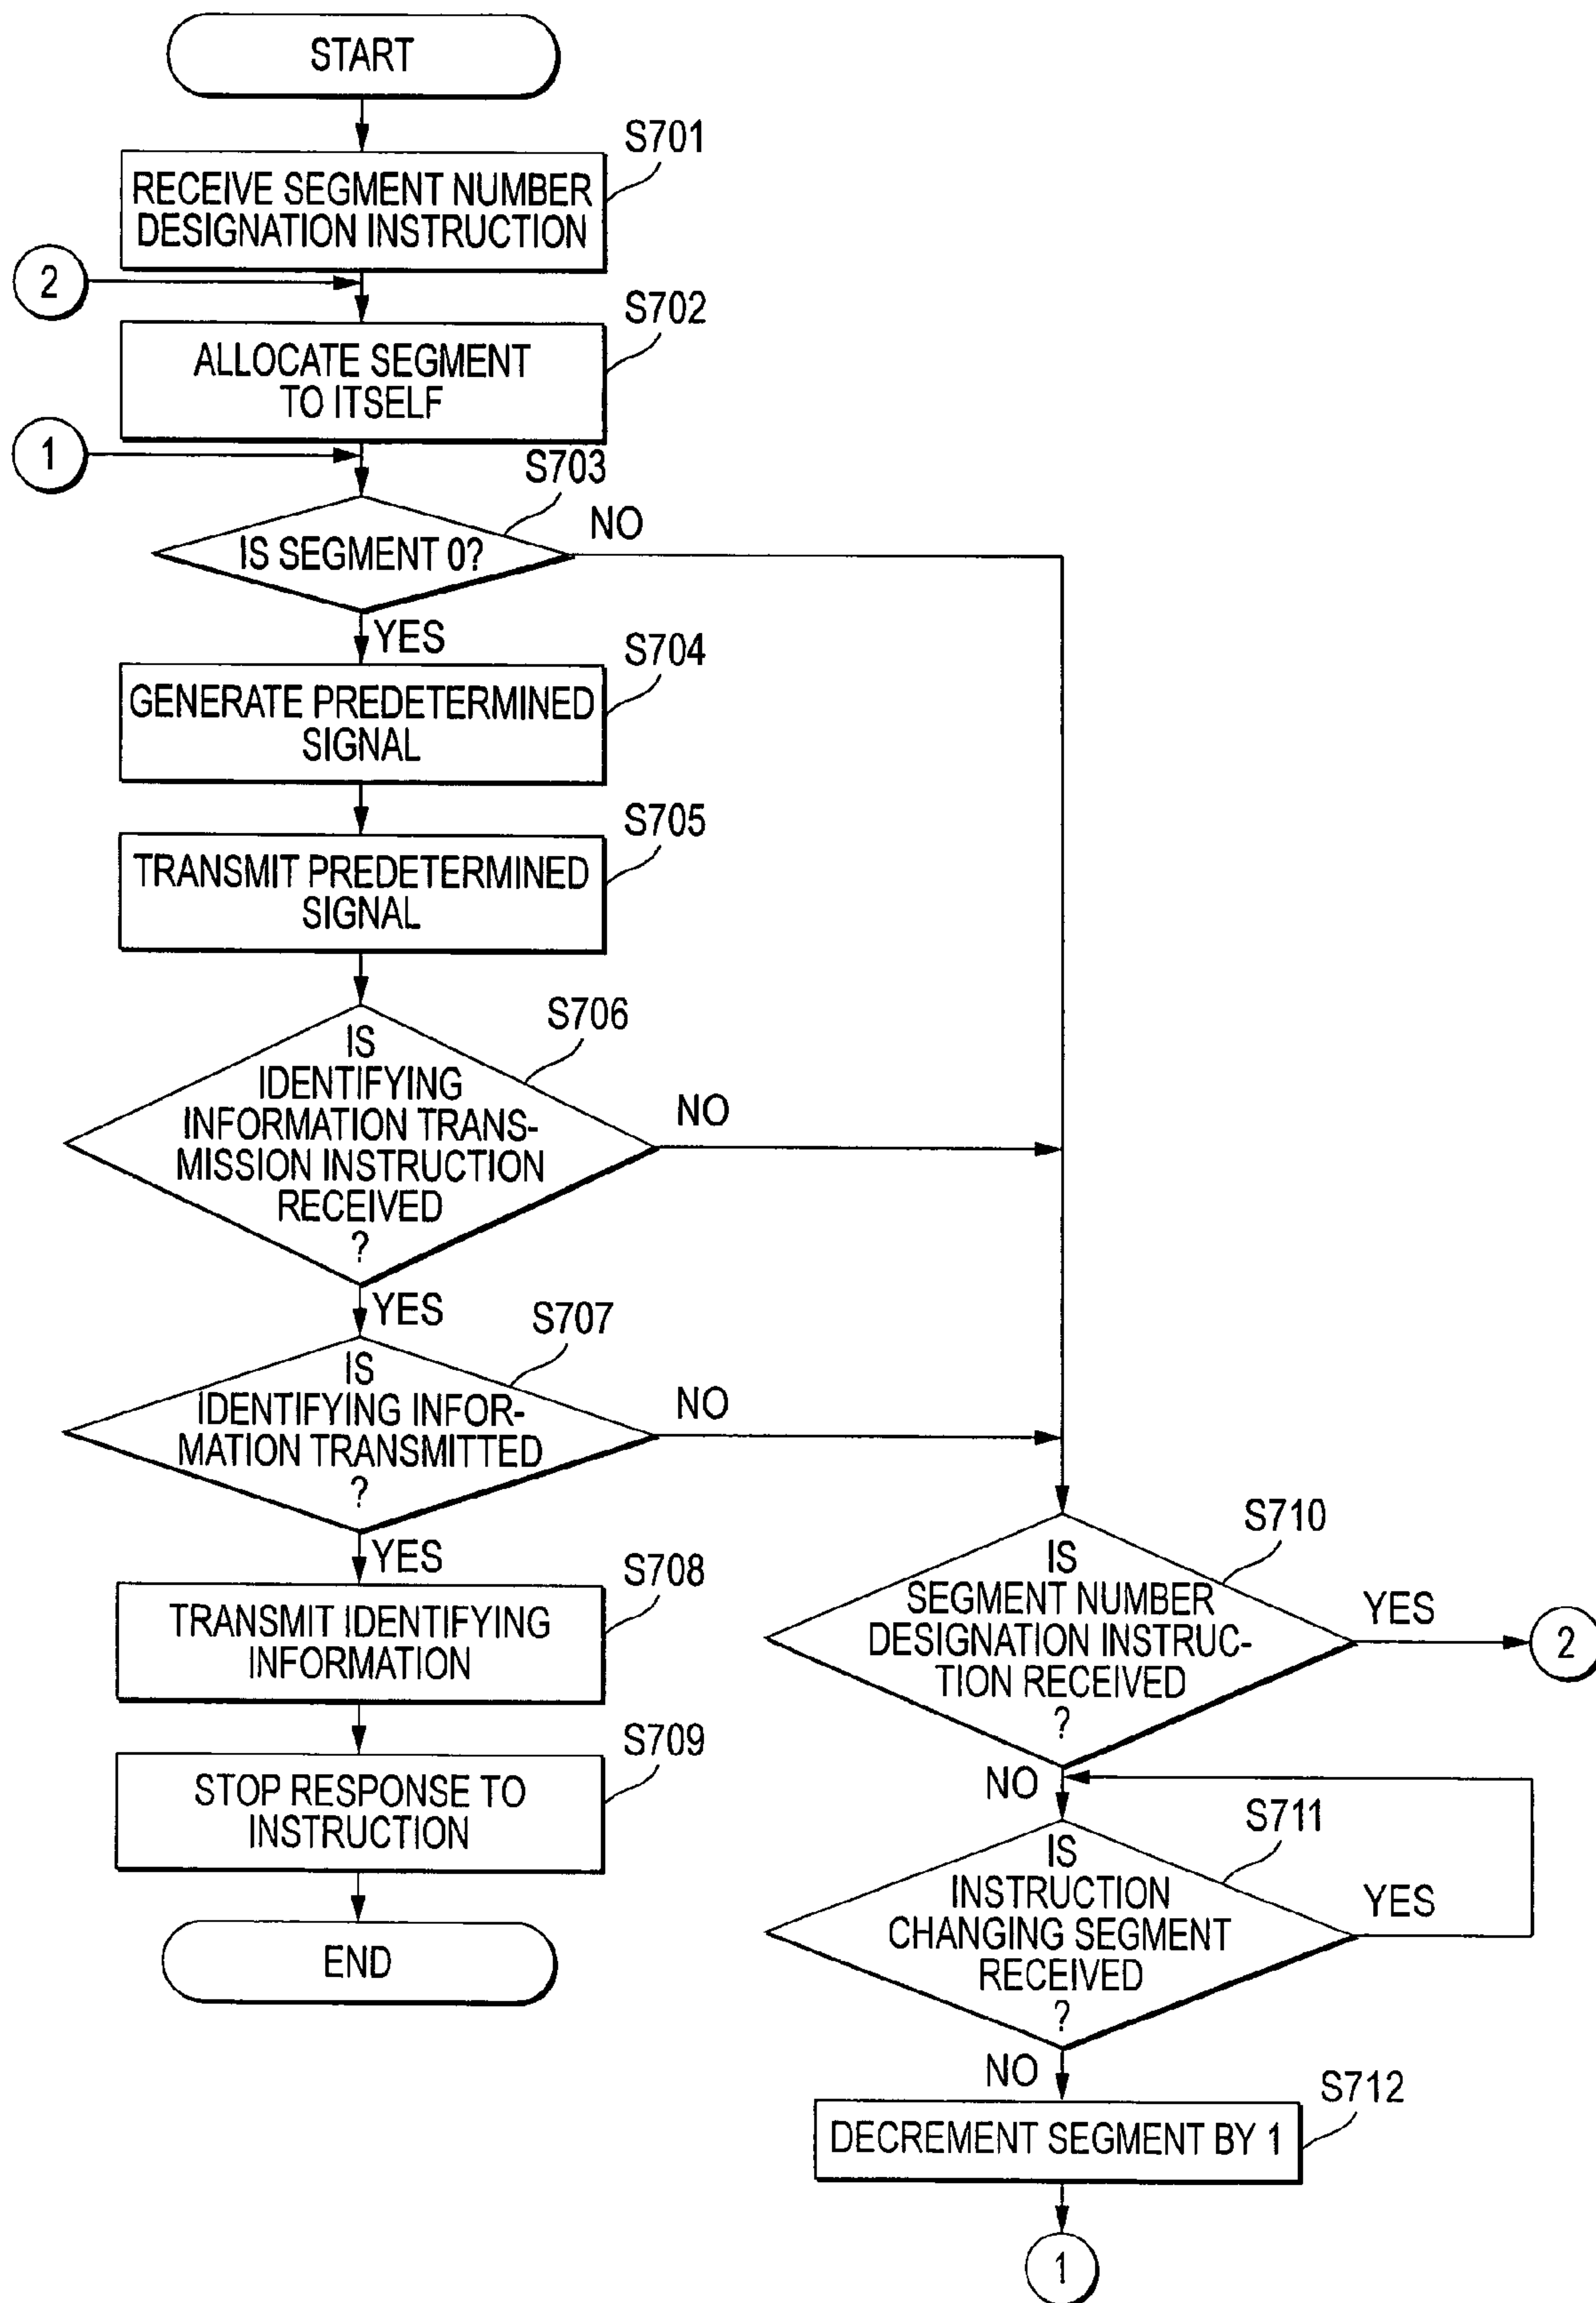 START
S701
RECEIVE SEGMENT NUMBER
DESIGNATION INSTRUCTION
2
S702
ALLOCATE SEGMENT
TO ITSELF
1
S703
IS SEGMENT 0?
NO
YES
S704
GENERATE PREDETERMINED
SIGNAL
S705
TRANSMIT PREDETERMINED
SIGNAL
S706
IS
IDENTIFYING
INFORMATION TRANS-
MISSION INSTRUCTION
RECEIVED
?
NO
YES
S707
IS
IDENTIFYING INFOR-
MATION TRANSMITTED
?
NO
YES
S708
TRANSMIT IDENTIFYING
INFORMATION
S709
STOP RESPONSE TO
INSTRUCTION
END
S710
IS
SEGMENT NUMBER
DESIGNATION INSTRUC-
TION RECEIVED
?
YES
2
NO
S711
IS
INSTRUCTION
CHANGING SEGMENT
RECEIVED
?
YES
NO
S712
DECREMENT SEGMENT BY 1
1